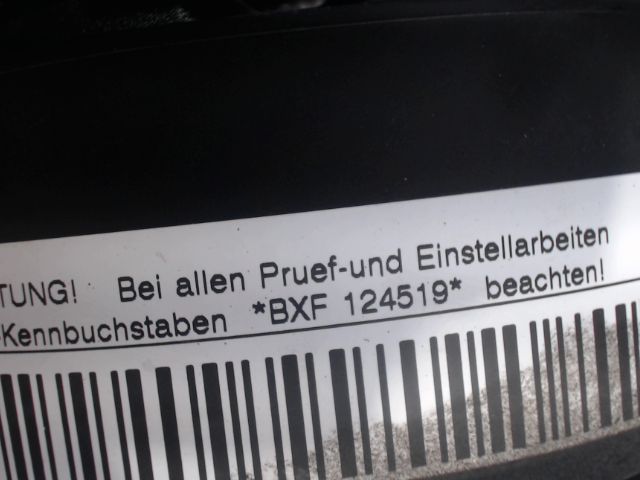 TUNG! Bei allen Pruef-und Einstellarbeiten
-Kennbuchstaben *BXF 124519* beachten!